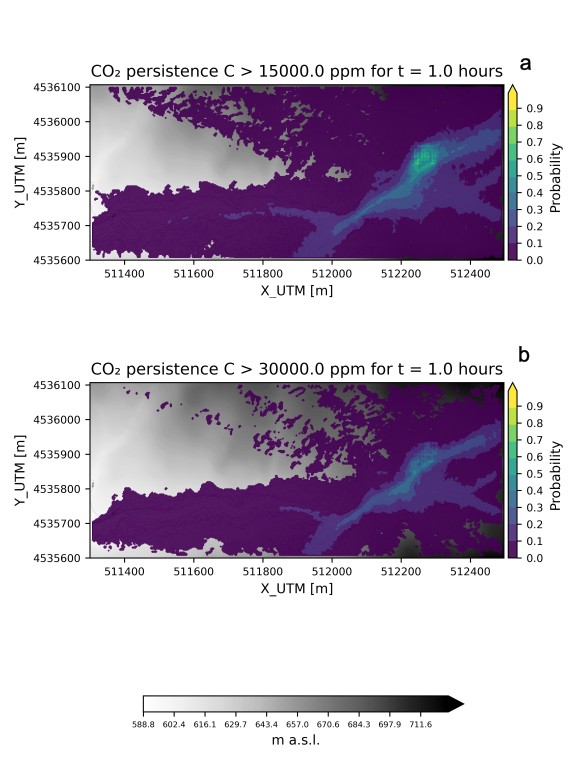 a
CO₂ persistence C > 15000.0 ppm for t = 1.0 hours
4536100
4536000
4535900
4535800
4535700
4535600
Y_UTM [m]
511400 511600 511800 512000 512200 512400
X_UTM [m]
0.9
0.8
0.7
0.6
0.5
0.4
0.3
0.2
0.1
0.0
Probability
b
CO₂ persistence C > 30000.0 ppm for t = 1.0 hours
4536100
4536000
4535900
4535800
4535700
4535600
Y_UTM [m]
511400 511600 511800 512000 512200 512400
X_UTM [m]
0.9
0.8
0.7
0.6
0.5
0.4
0.3
0.2
0.1
0.0
Probability
588.8 602.4 616.1 629.7 643.4 657.0 670.6 684.3 697.9 711.6
m a.s.l.